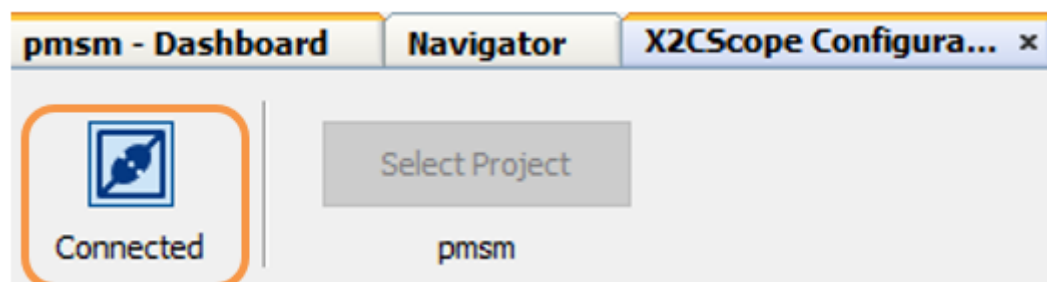 pmsm - Dashboard Navigator X2CScope Configura... ×
Select Project
Connected pmsm